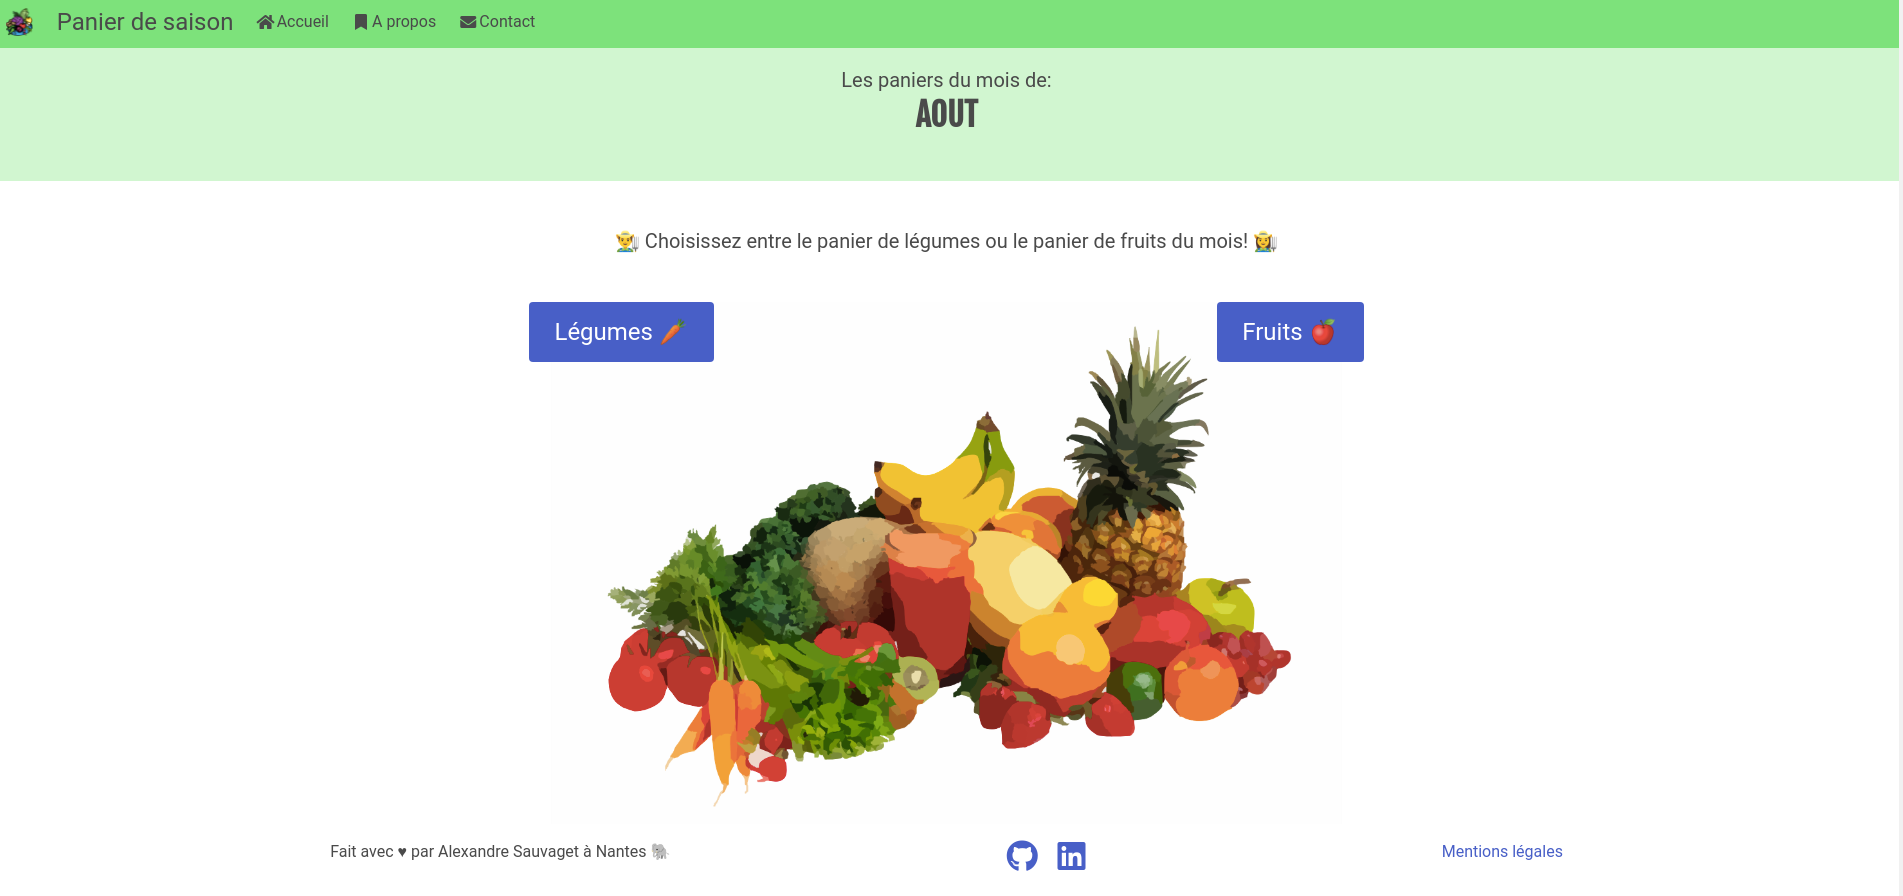 Panier de saison Accueil A propos Contact
Les paniers du mois de:
AOUT
Choisissez entre le panier de légumes ou le panier de fruits du mois!
Légumes
Fruits
Fait avec ♥ par Alexandre Sauvaget à Nantes
Mentions légales